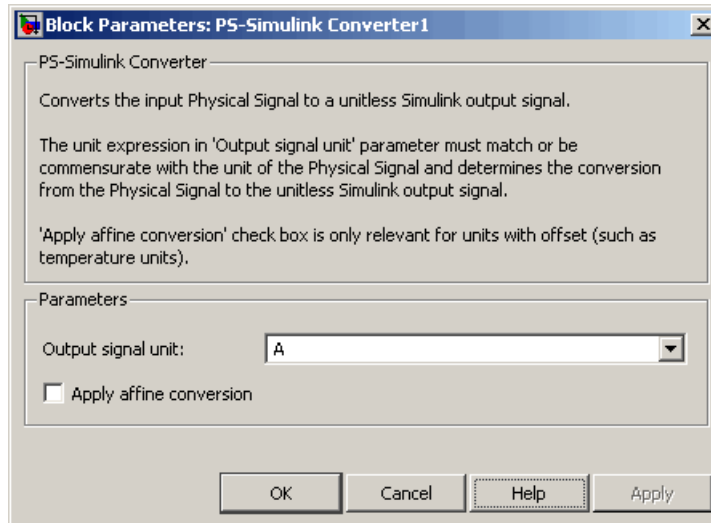 Block Parameters: PS-Simulink Converter1
PS-Simulink Converter
Converts the input Physical Signal to a unitless Simulink output signal.
The unit expression in 'Output signal unit' parameter must match or be
commensurate with the unit of the Physical Signal and determines the conversion
from the Physical Signal to the unitless Simulink output signal.
'Apply affine conversion' check box is only relevant for units with offset (such as
temperature units).
Parameters
Output signal unit: A
Apply affine conversion
OK Cancel Help Apply